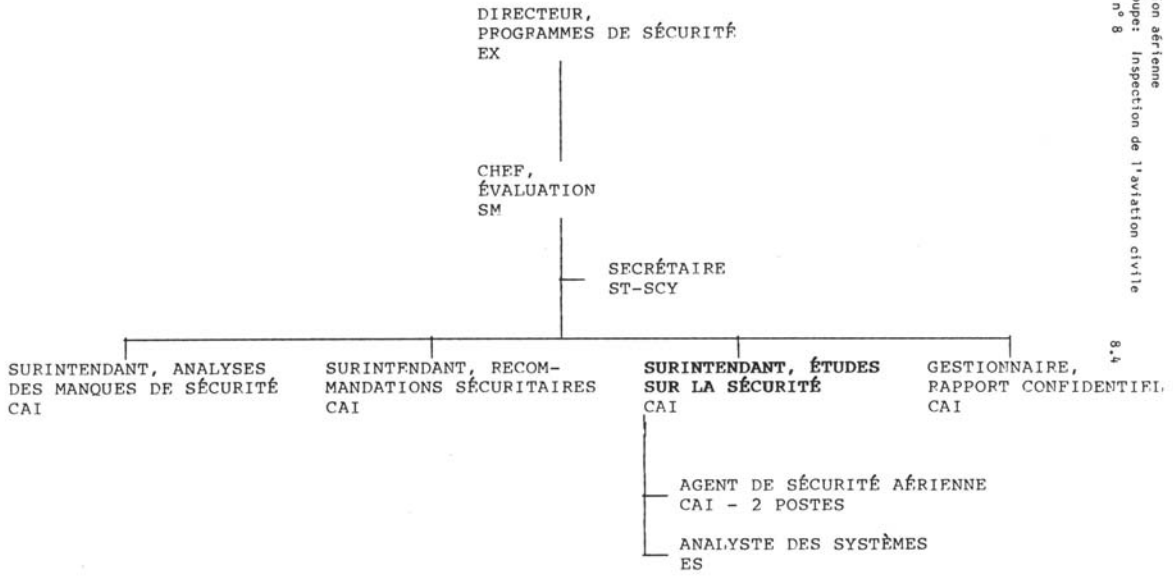 DIRECTEUR,
PROGRAMMES DE SÉCURITÉ
EX
CHEF,
ÉVALUATION
SM
SECRÉTAIRE
ST-SCY
SURINTENDANT, ANALYSES
DES MANQUES DE SÉCURITÉ
CAI
SURINTENDANT, RECOM-
MANDATIONS SÉCURITAIRES
CAI
SURINTENDANT, ÉTUDES
SUR LA SÉCURITÉ
CAI
GESTIONNAIRE,
RAPPORT CONFIDENTIEL
CAI
AGENT DE SÉCURITÉ AÉRIENNE
CAI - 2 POSTES
ANALYSTE DES SYSTÈMES
ES
on aérienne
upe: Inspection de l'aviation civile
n° 8
8.4